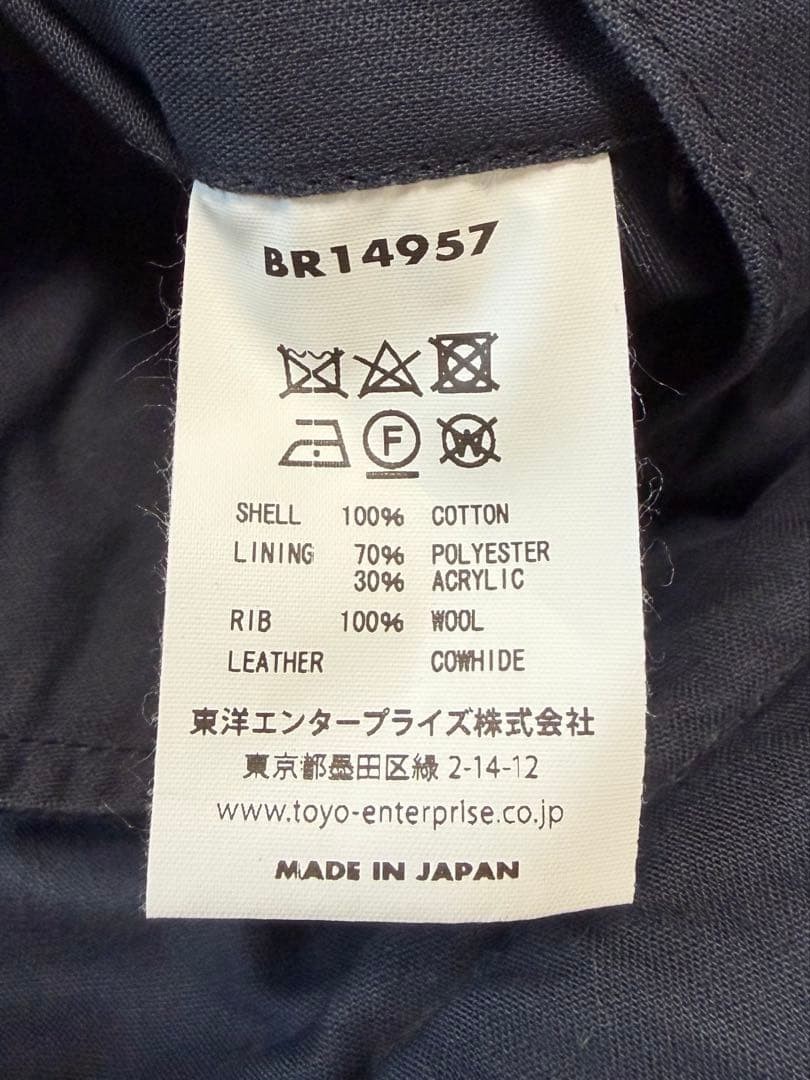 BR14957
F W
SHELL 100% COTTON
LINING 70% POLYESTER
30% ACRYLIC
RIB 100% WOOL
LEATHER COWHIDE
東洋エンタープライズ株式会社
東京都墨田区緑 2-14-12
www.toyo-enterprise.co.jp
MADE IN JAPAN